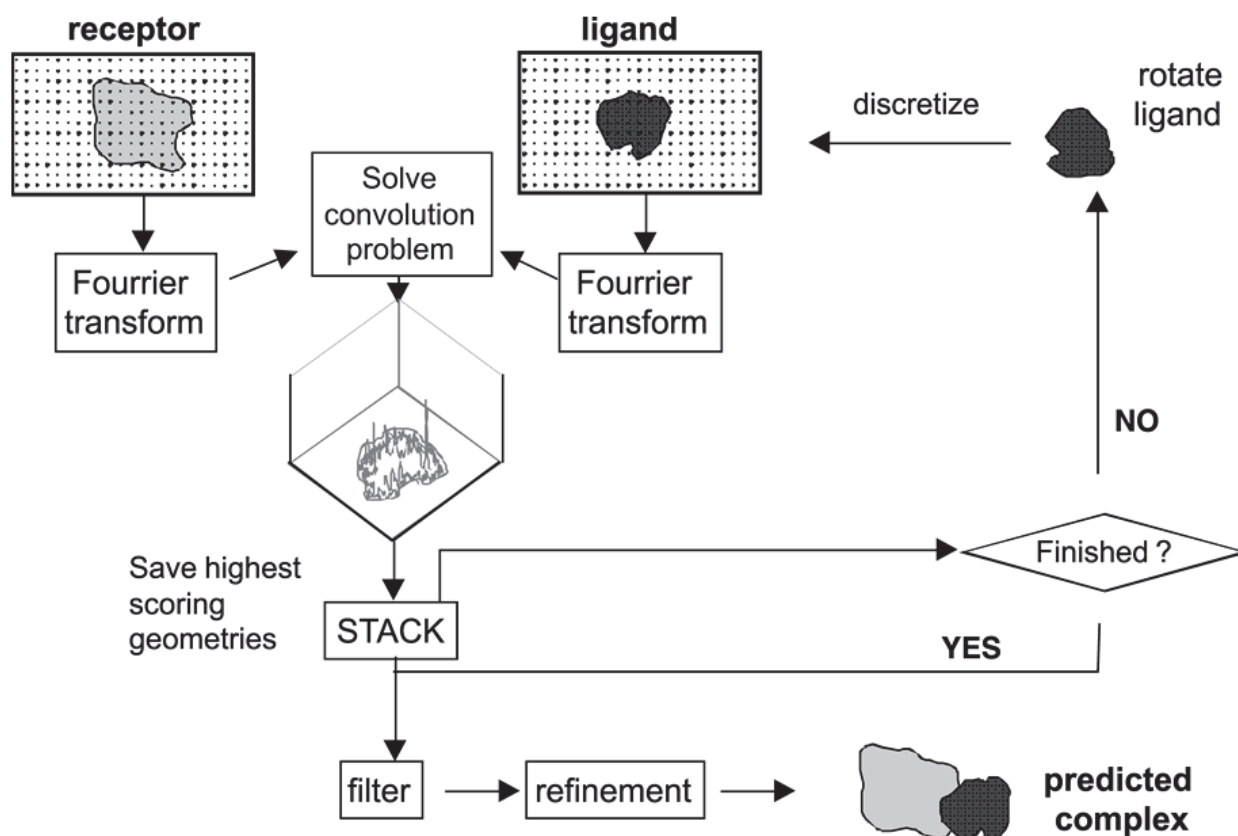 receptor
ligand
rotate
ligand
discretize
Solve
convolution
problem
Fourrier
transform
Fourrier
transform
NO
Finished ?
Save highest
scoring
geometries
STACK
YES
filter
refinement
predicted
complex